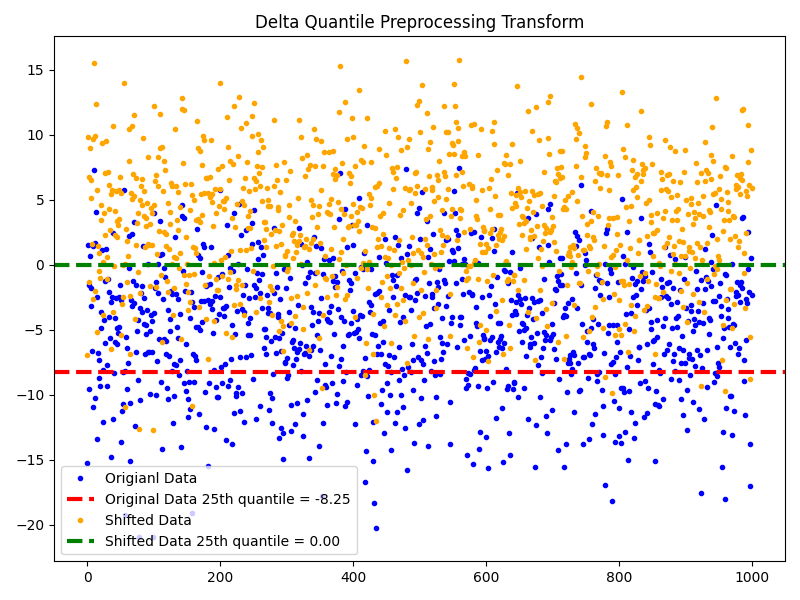 Delta Quantile Preprocessing Transform
15
10
5
0
−5
−10
−15
−20
Origianl Data
Original Data 25th quantile = -8.25
Shifted Data
Shifted Data 25th quantile = 0.00
0 200 400 600 800 1000